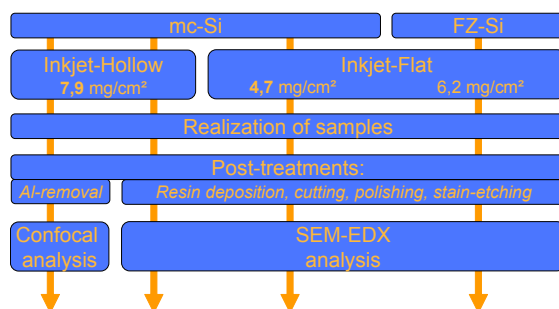 mc-Si
FZ-Si
Inkjet-Hollow
7,9 mg/cm²
Inkjet-Flat
4,7 mg/cm²
6,2 mg/cm²
Realization of samples
Post-treatments:
Al-removal
Resin deposition, cutting, polishing, stain-etching
Confocal
analysis
SEM-EDX
analysis